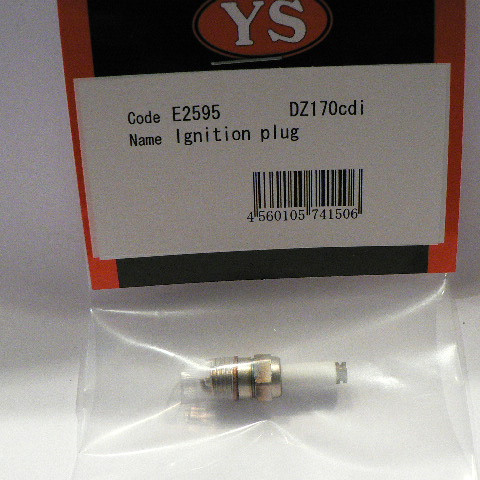 YS
Code E2595 DZ170cdi
Name Ignition plug
4 560105 741506